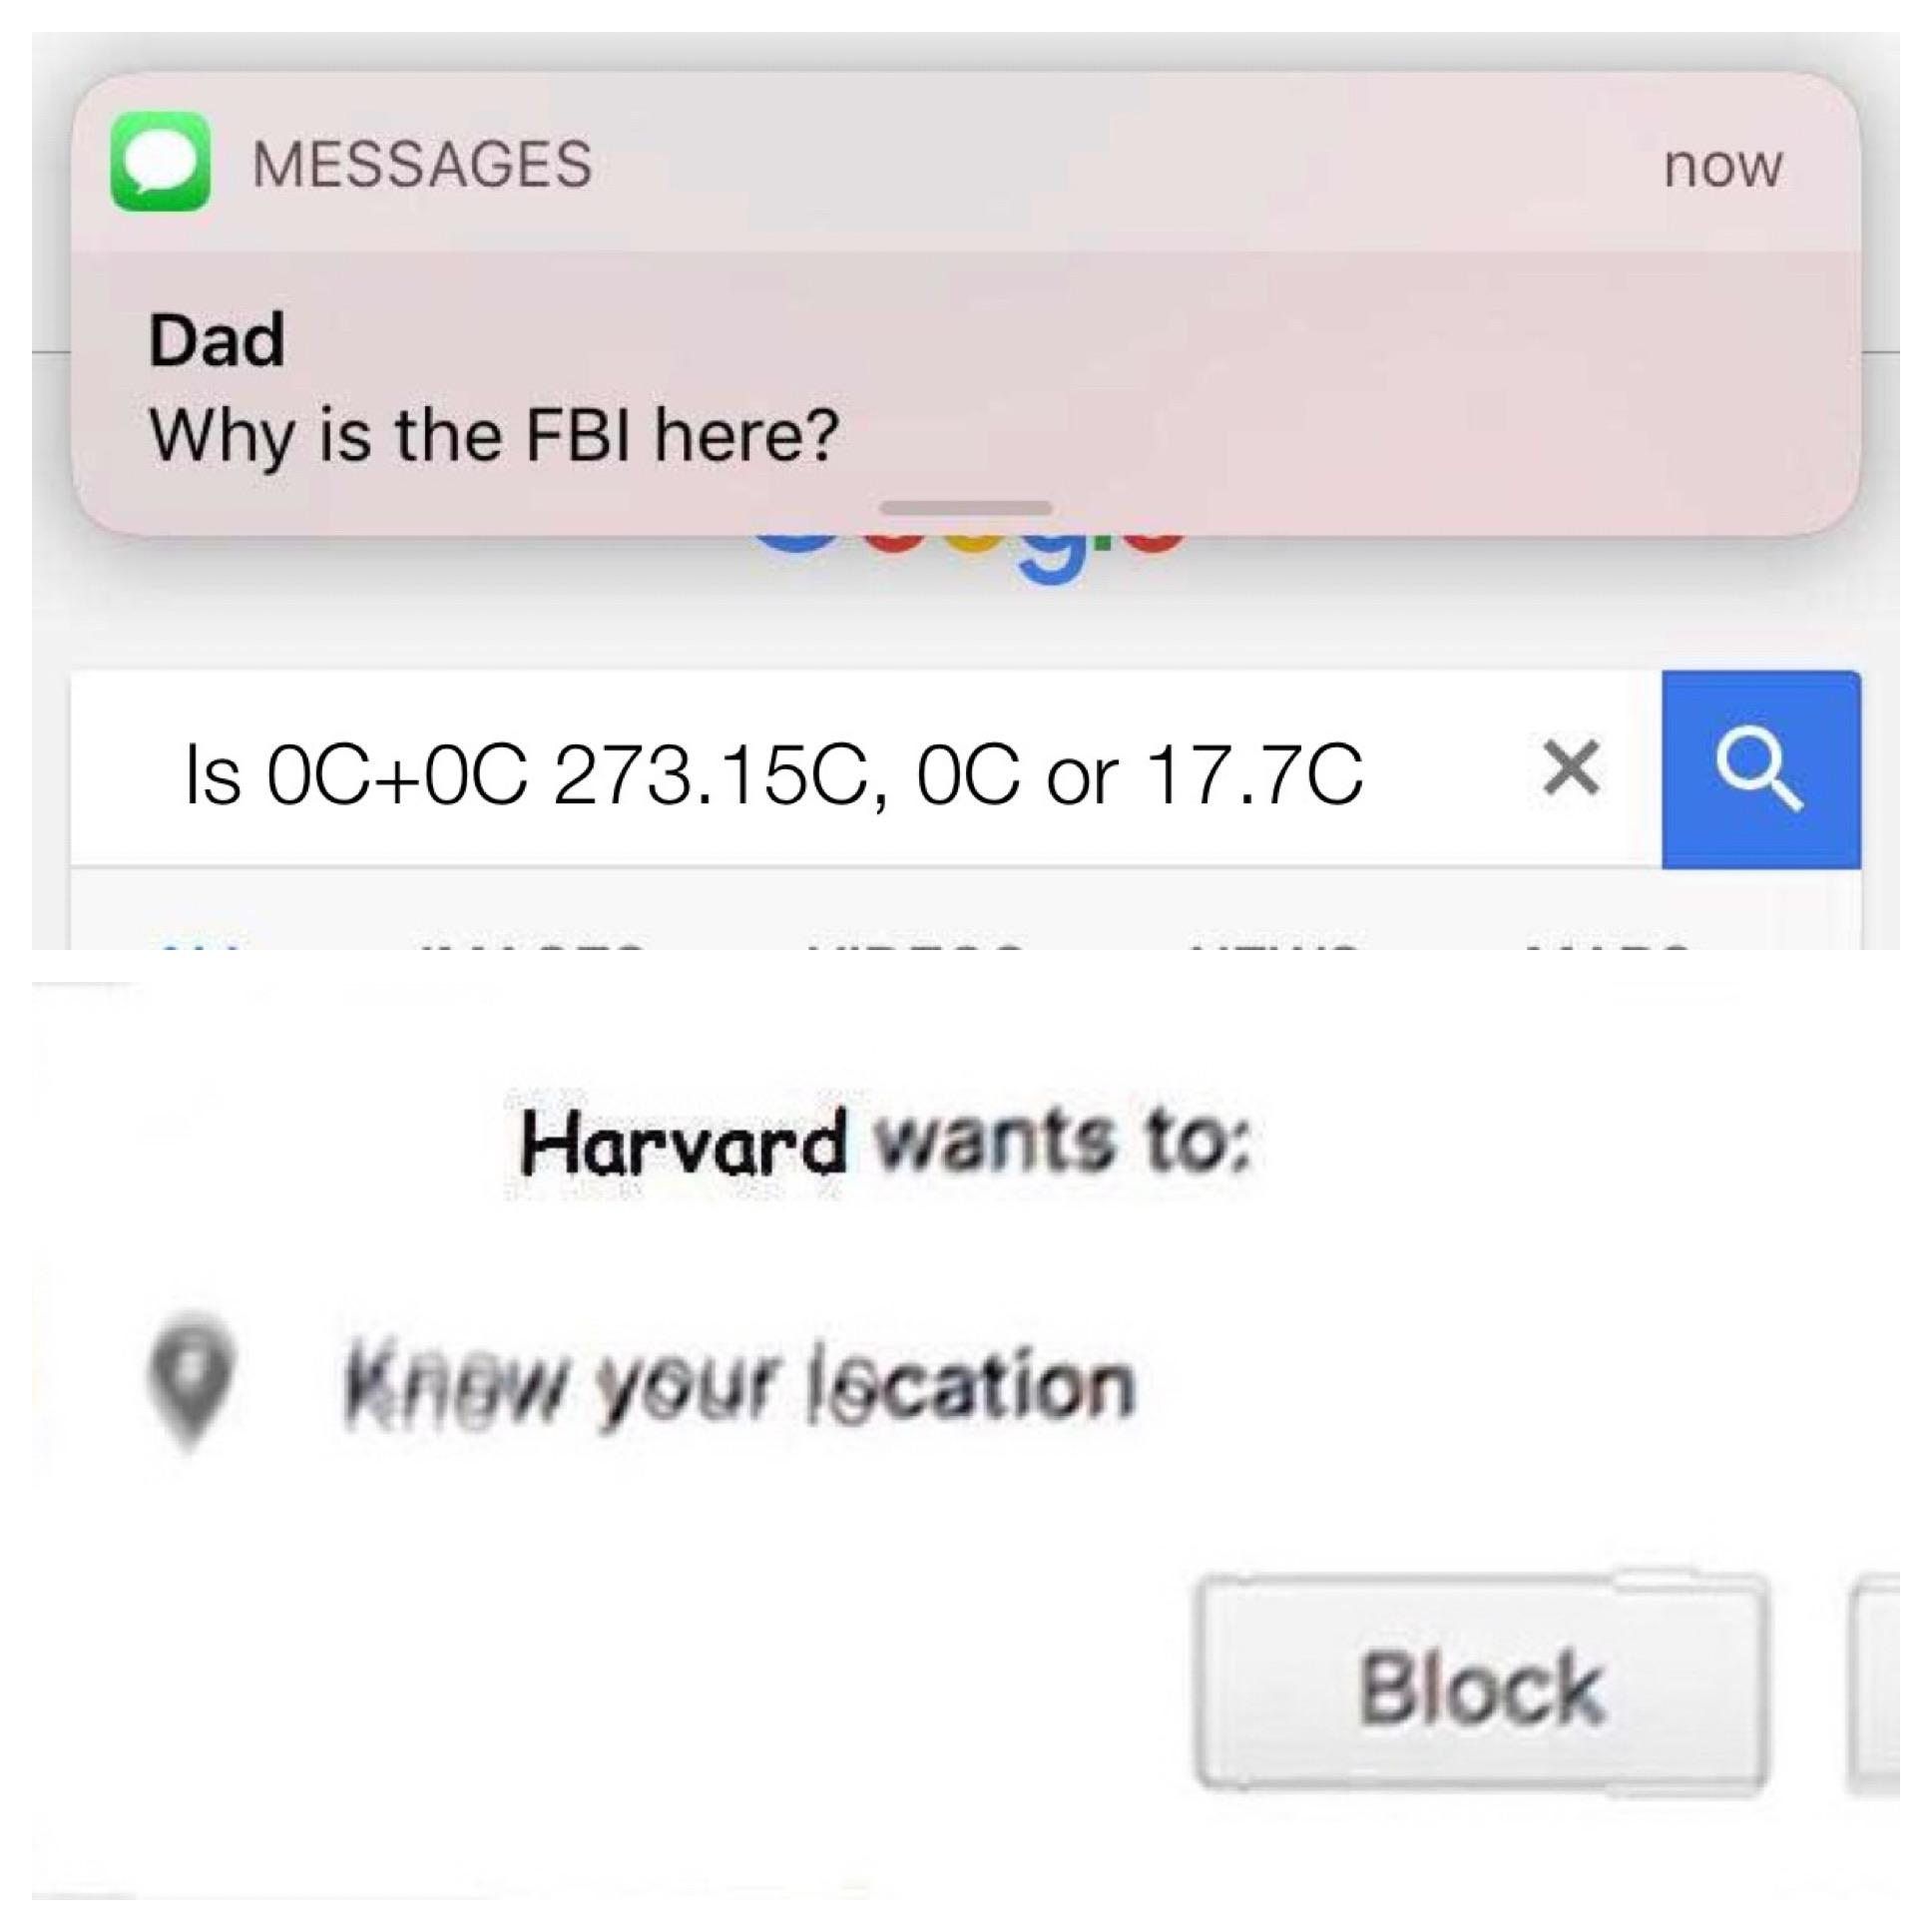 MESSAGES now
Dad
Why is the FBI here?
Google
Is 0C+0C 273.15C, 0C or 17.7C
Harvard wants to:
Know your location
Block